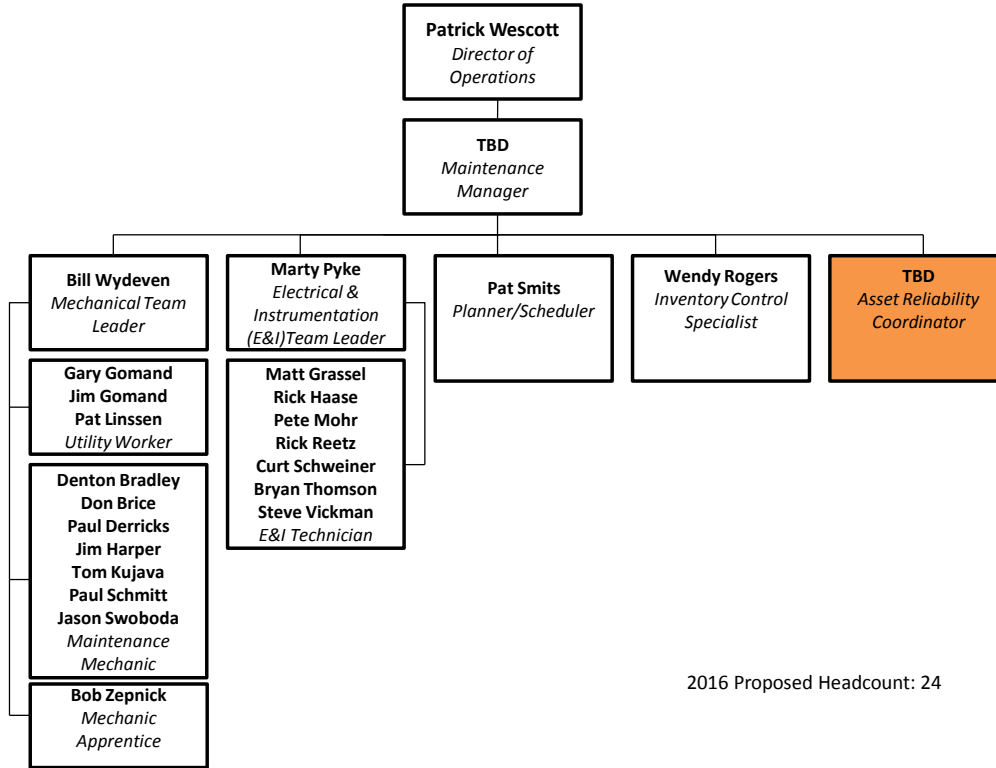 Patrick Wescott
Director of
Operations
TBD
Maintenance
Manager
Bill Wydeven
Mechanical Team
Leader
Marty Pyke
Electrical &
Instrumentation
(E&I)Team Leader
Pat Smits
Planner/Scheduler
Wendy Rogers
Inventory Control
Specialist
TBD
Asset Reliability
Coordinator
Gary Gomand
Jim Gomand
Pat Linssen
Utility Worker
Matt Grassel
Rick Haase
Pete Mohr
Rick Reetz
Curt Schweiner
Bryan Thomson
Steve Vickman
E&I Technician
Denton Bradley
Don Brice
Paul Derricks
Jim Harper
Tom Kujava
Paul Schmitt
Jason Swoboda
Maintenance
Mechanic
Bob Zepnick
Mechanic
Apprentice
2016 Proposed Headcount: 24